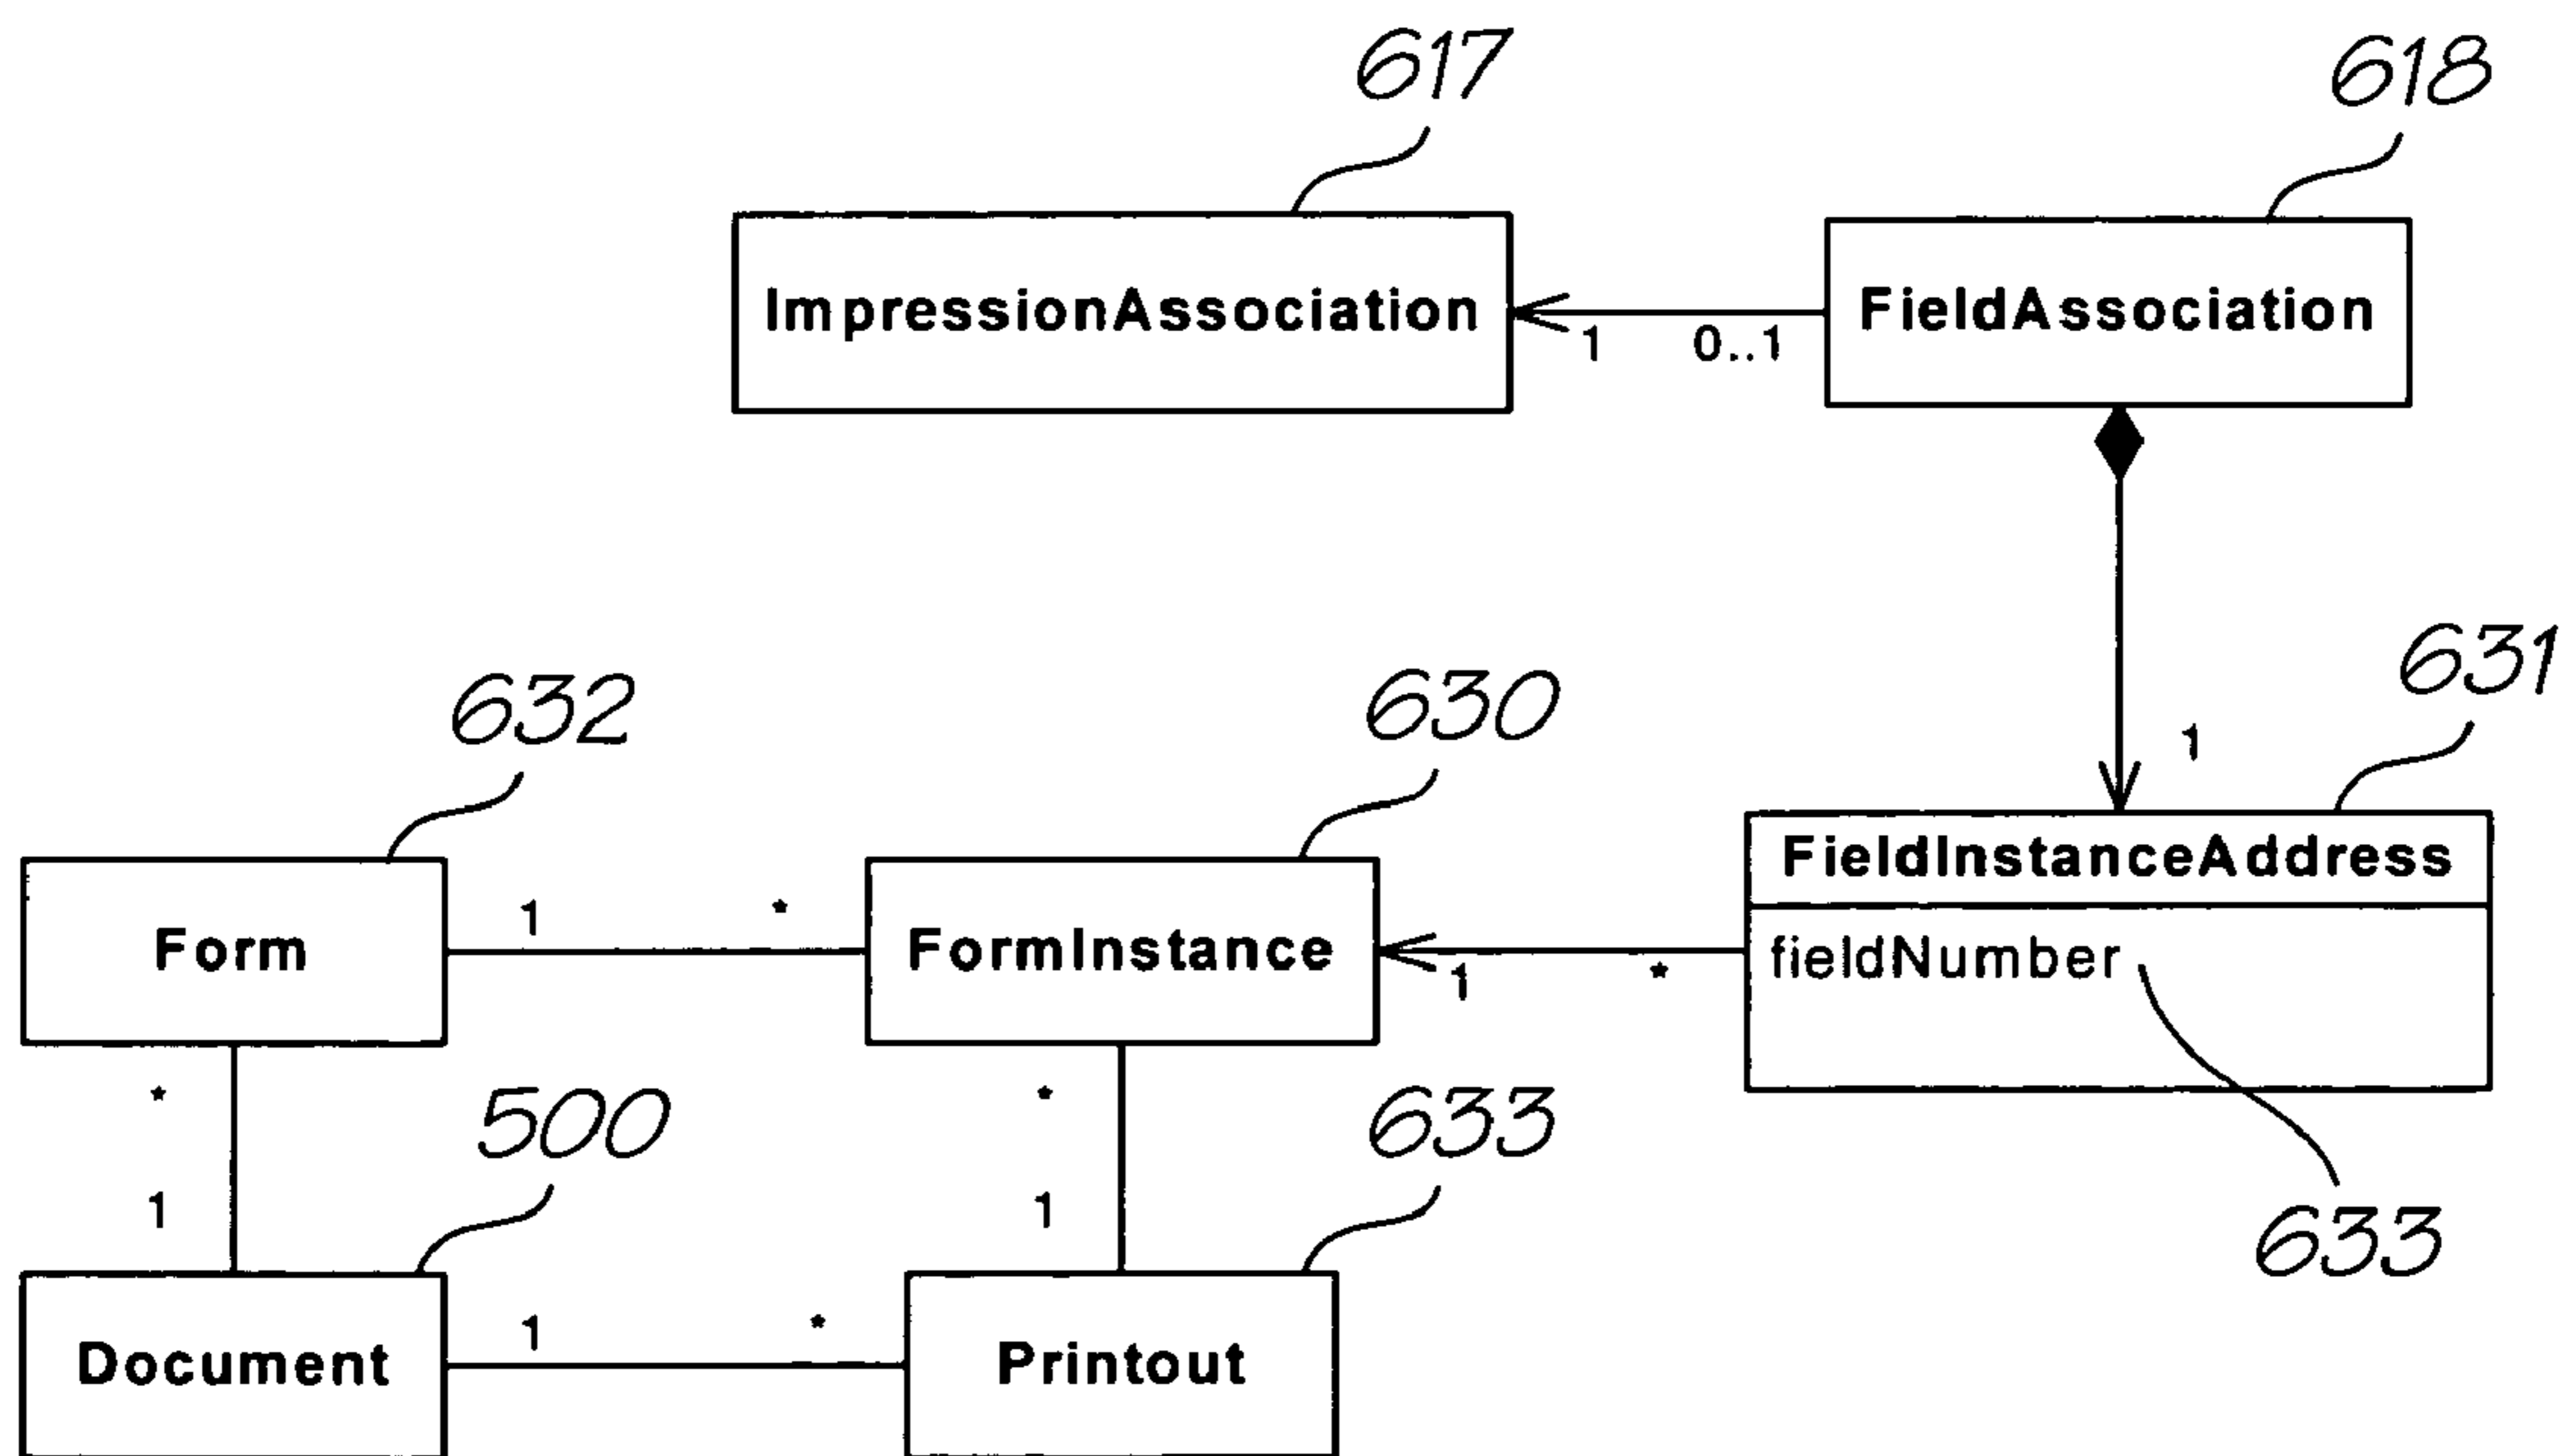 617
618
ImpressionAssociation
1
0..1
FieldAssociation
631
1
632
630
FieldInstanceAddress
Form
1
*
FormInstance
1
*
fieldNumber
*
1
500
*
1
633
633
Document
1
*
Printout